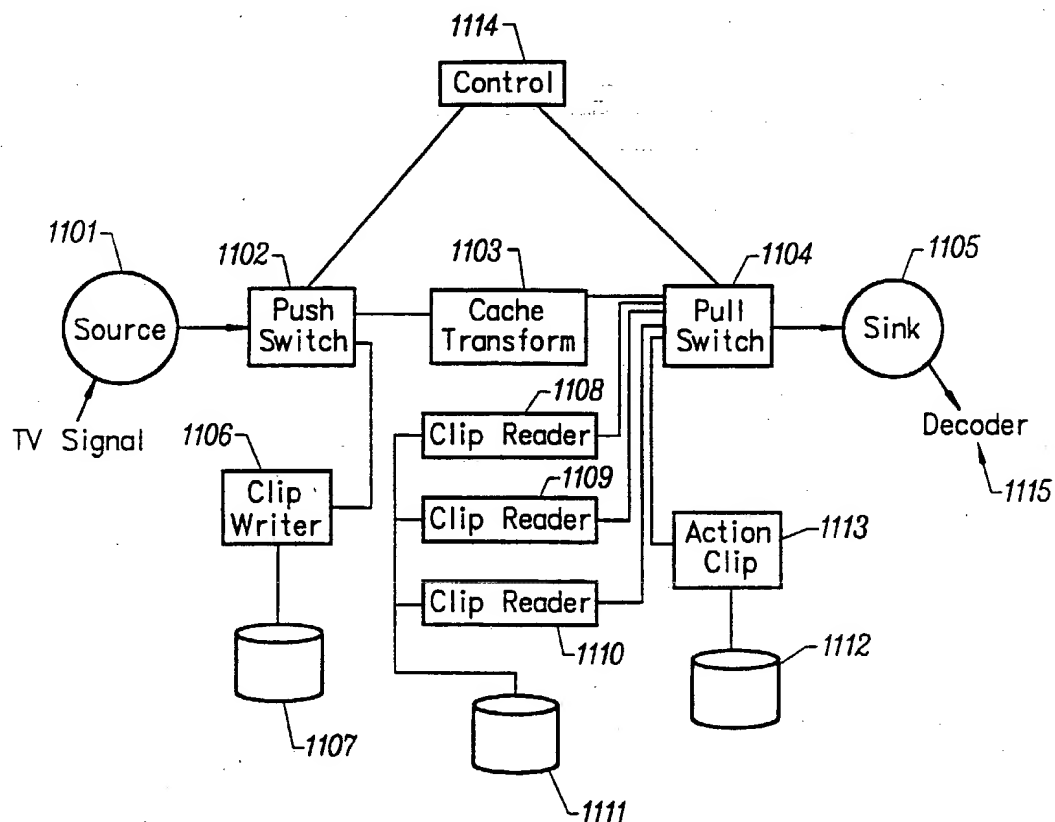 1114
Control
1101
1102
1103
1104
1105
Source
Push
Switch
Cache
Transform
Pull
Switch
Sink
TV Signal
1106
1108
Clip Reader
Decoder
1115
Clip
Writer
1109
Clip Reader
Action
Clip
1113
Clip Reader
1110
1112
1107
1111